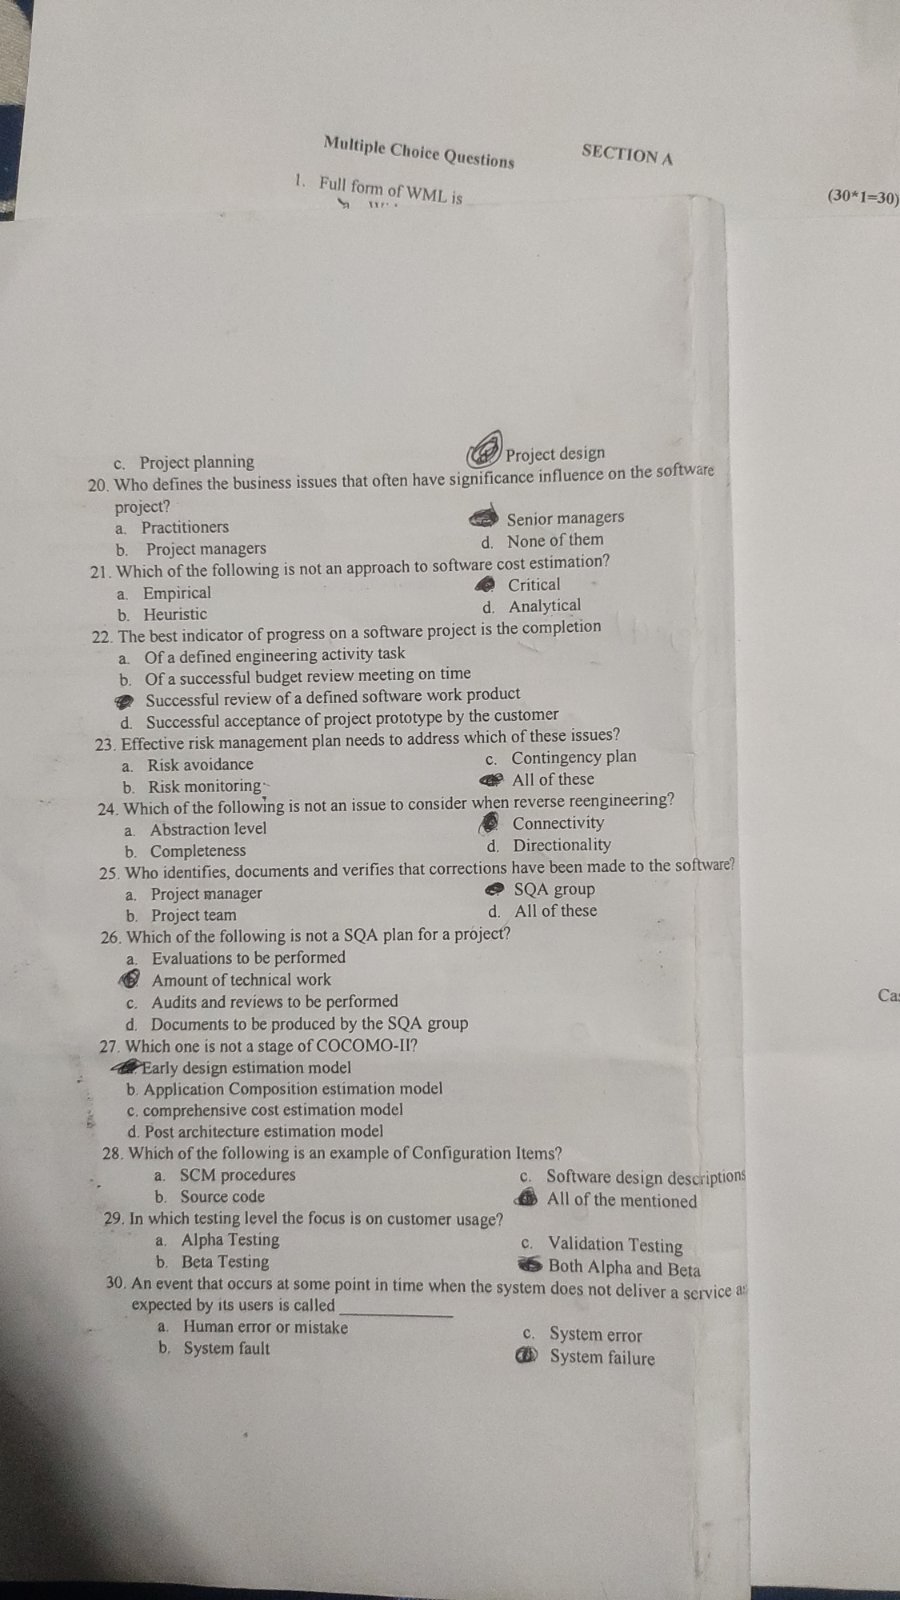 Multiple Choice Questions
SECTION A
(30*1=30)
1. Full form of WML is
c. Project planning
Project design
20. Who defines the business issues that often have significance influence on the software
project?
a. Practitioners
Senior managers
b. Project managers
d. None of them
21. Which of the following is not an approach to software cost estimation?
a. Empirical
Critical
b. Heuristic
d. Analytical
22. The best indicator of progress on a software project is the completion
a. Of a defined engineering activity task
b. Of a successful budget review meeting on time
Successful review of a defined software work product
d. Successful acceptance of project prototype by the customer
23. Effective risk management plan needs to address which of these issues?
a. Risk avoidance
c. Contingency plan
b. Risk monitoring
All of these
24. Which of the following is not an issue to consider when reverse reengineering?
a. Abstraction level
Connectivity
b. Completeness
d. Directionality
25. Who identifies, documents and verifies that corrections have been made to the software?
a. Project manager
SQA group
b. Project team
d. All of these
26. Which of the following is not a SQA plan for a project?
a. Evaluations to be performed
Amount of technical work
c. Audits and reviews to be performed
d. Documents to be produced by the SQA group
27. Which one is not a stage of COCOMO-II?
Early design estimation model
b. Application Composition estimation model
c. comprehensive cost estimation model
d. Post architecture estimation model
28. Which of the following is an example of Configuration Items?
a. SCM procedures
c. Software design descriptions
b. Source code
All of the mentioned
29. In which testing level the focus is on customer usage?
a. Alpha Testing
c. Validation Testing
b. Beta Testing
Both Alpha and Beta
30. An event that occurs at some point in time when the system does not deliver a service
expected by its users is called ____________
a. Human error or mistake
c. System error
b. System fault
System failure